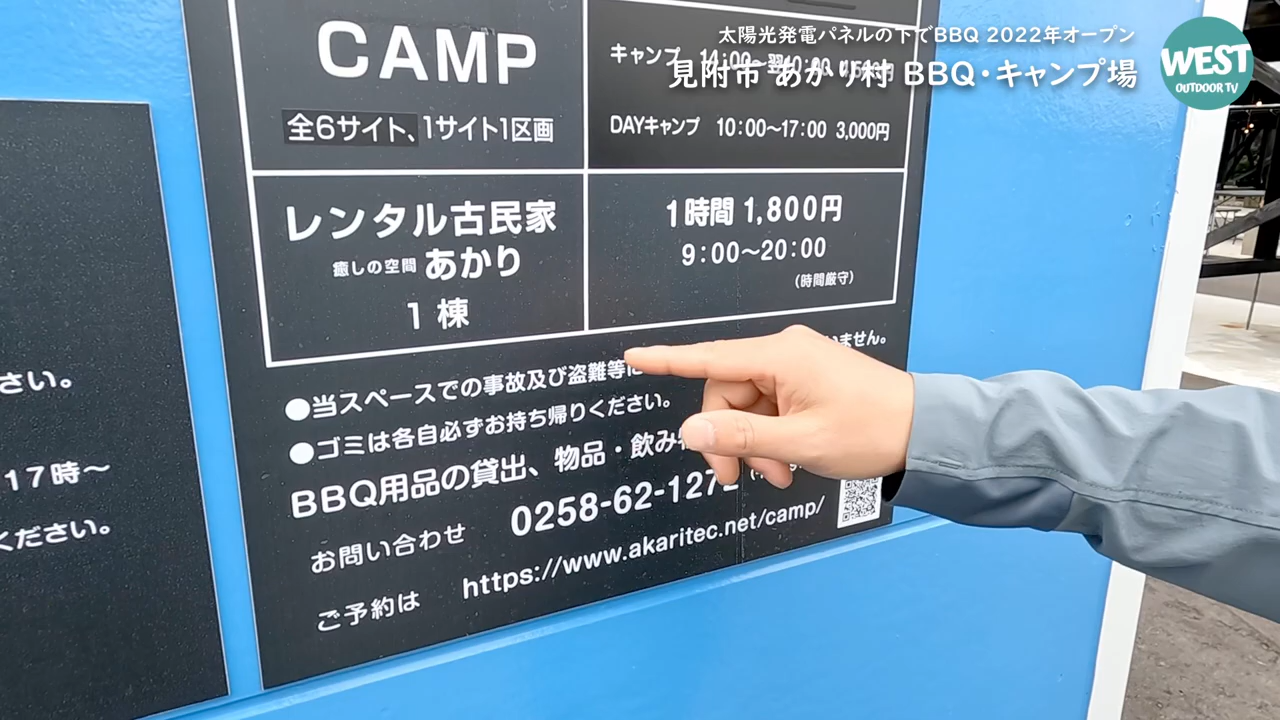 太陽光発電パネルの下でBBQ 2022年オープン
見附市 あかり村 BBQ・キャンプ場
WEST
OUTDOOR TV
CAMP
全6サイト、1サイト1区画
キャンプ 14:00〜翌10:00
DAYキャンプ 10:00〜17:00 3,000円
レンタル古民家
癒しの空間 あかり
1 棟
1時間 1,800円
9:00〜20:00
(時間厳守)
●当スペースでの事故及び盗難等に いません。
●ゴミは各自必ずお持ち帰りください。
BBQ用品の貸出、物品・飲み物
お問い合わせ 0258-62-1272
ご予約は https://www.akaritec.net/camp/
さい。
17時〜
ください。